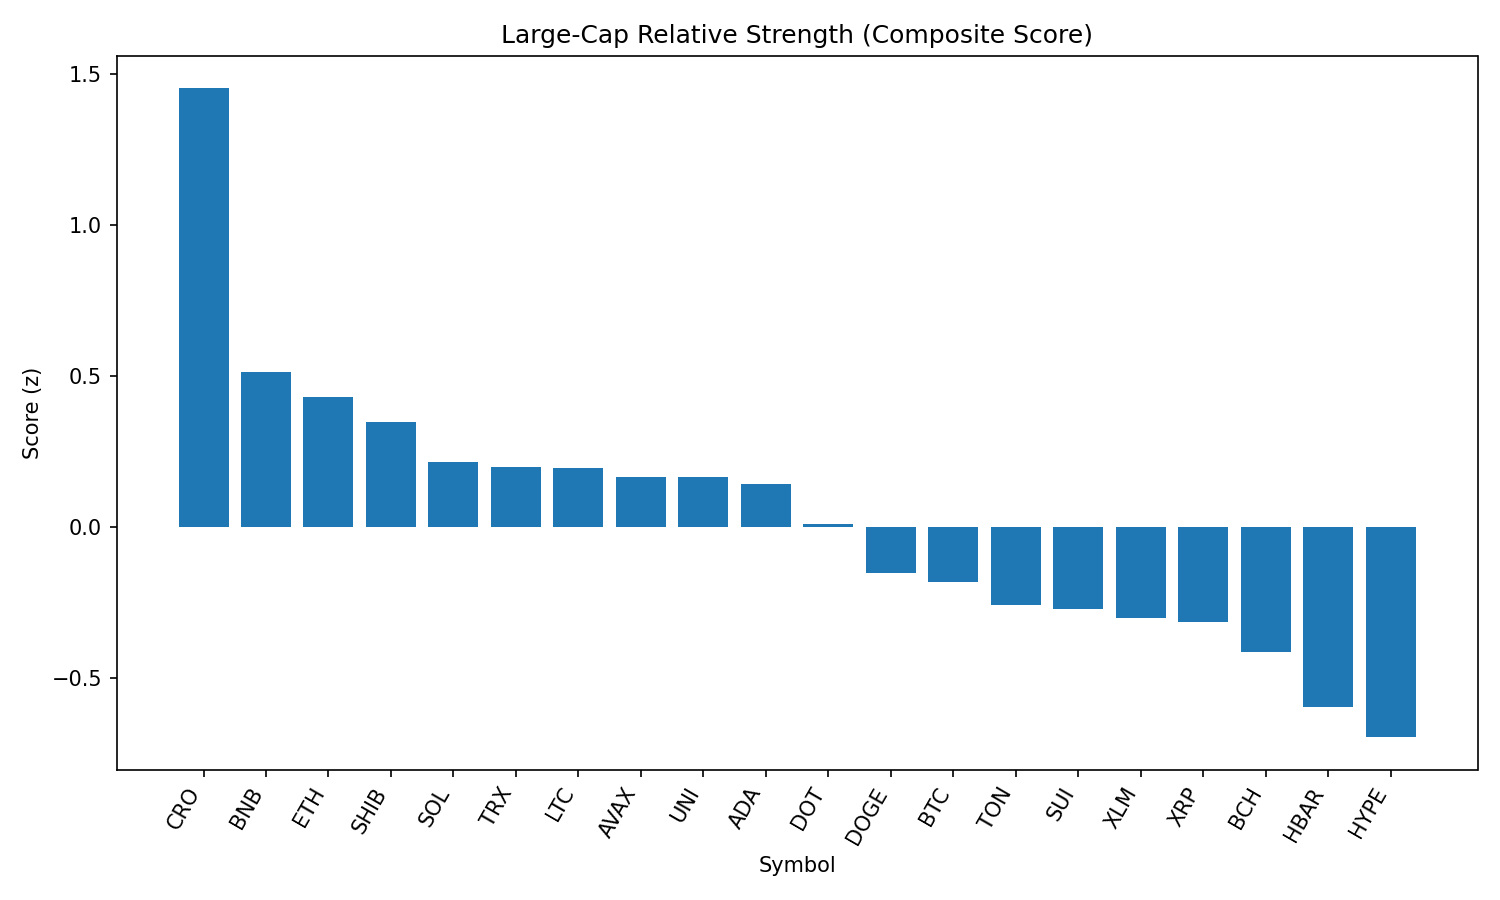 Large-Cap Relative Strength (Composite Score)
1.5
1.0
0.5
0.0
−0.5
Score (z)
CRO
BNB
ETH
SHIB
SOL
TRX
LTC
AVAX
UNI
ADA
DOT
DOGE
BTC
TON
SUI
XLM
XRP
BCH
HBAR
HYPE
Symbol